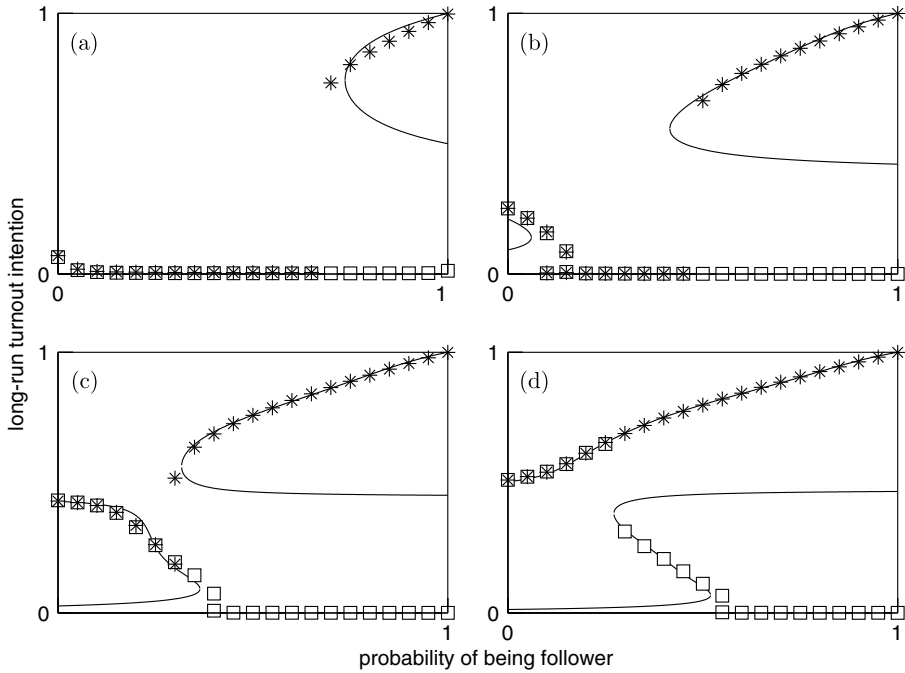 1
(a)
(b)
0
0
1
0
0
1
long-run turnout intention
1
(c)
1
(d)
0
0
1
0
0
1
probability of being follower